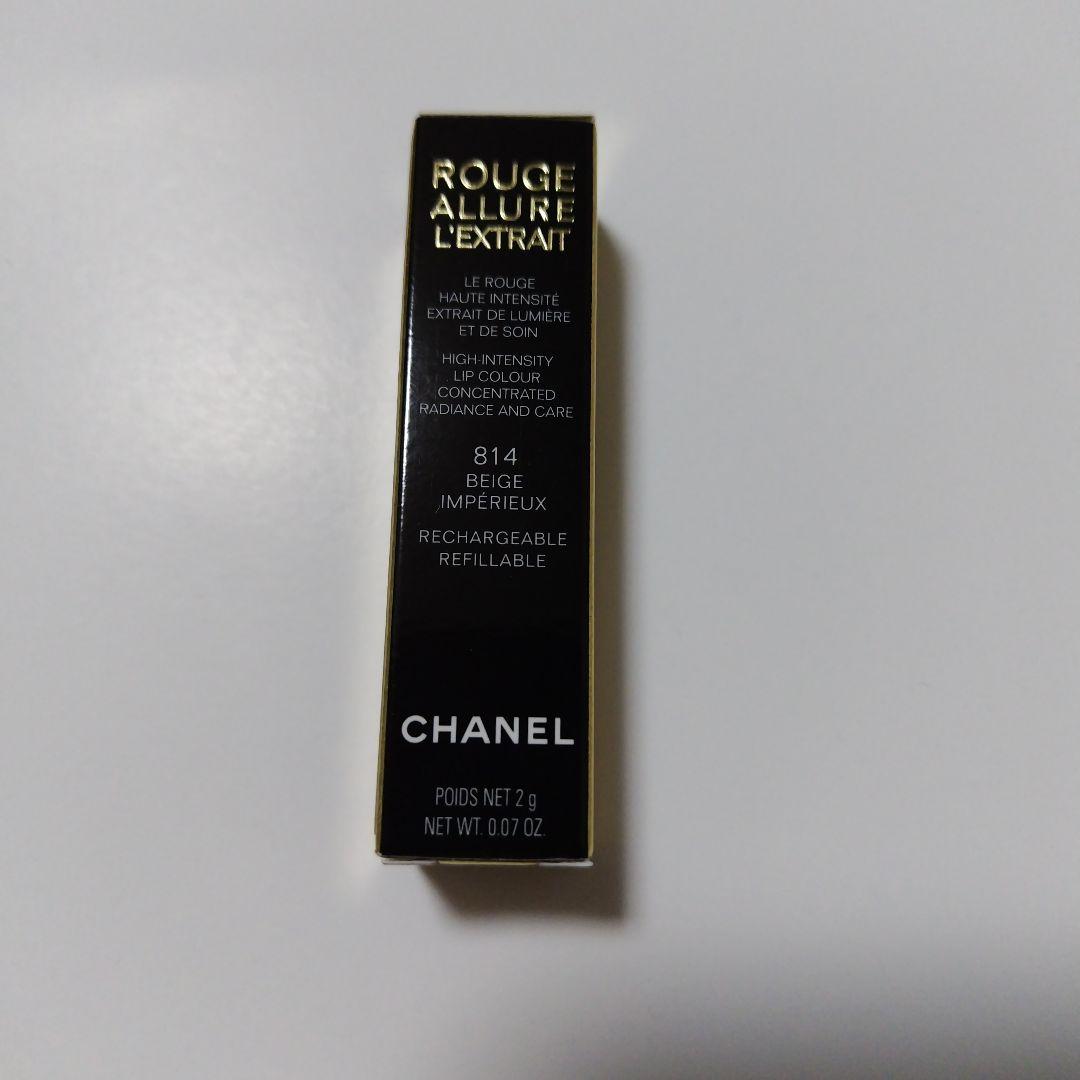 ROUGE
ALLURE
L'EXTRAIT
LE ROUGE
HAUTE INTENSITÉ
EXTRAIT DE LUMIÈRE
ET DE SOIN
HIGH-INTENSITY
LIP COLOUR
CONCENTRATED
RADIANCE AND CARE
814
BEIGE
IMPÉRIEUX
RECHARGEABLE
REFILLABLE
CHANEL
POIDS NET 2 g
NET WT. 0.07 OZ.